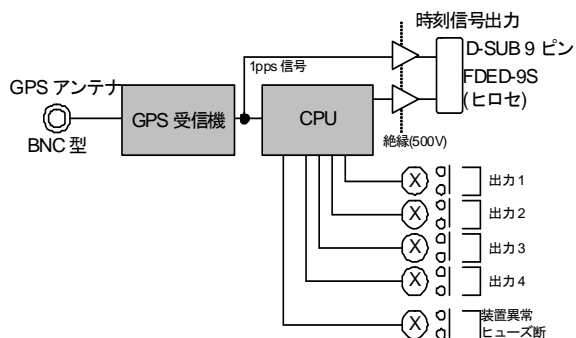 時刻信号出力
D-SUB 9 ピン
1pps 信号
FDED-9S
(ヒロセ)
GPS アンテナ
GPS 受信機
CPU
BNC 型
絶縁(500V)
X
出力 1
X
出力 2
X
出力 3
X
出力 4
X
装置異常
ヒューズ断